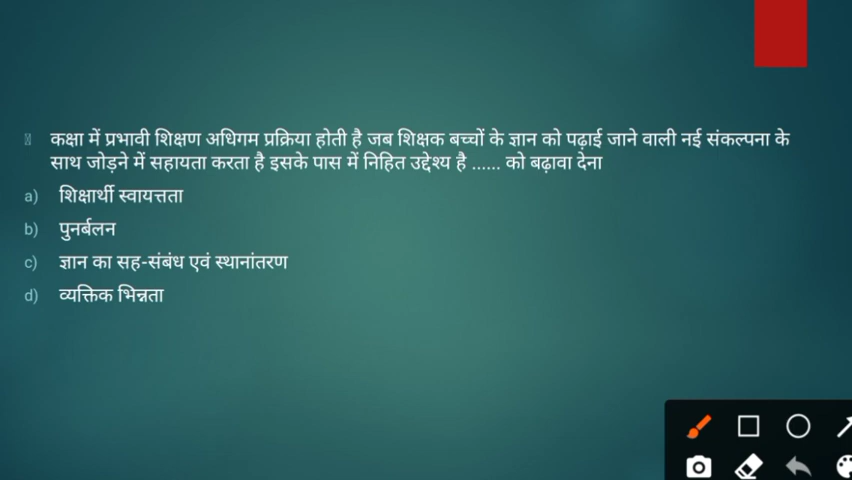 कक्षा में प्रभावी शिक्षण अधिगम प्रक्रिया होती है जब शिक्षक बच्चों के ज्ञान को पढ़ाई जाने वाली नई संकल्पना के
साथ जोड़ने में सहायता करता है इसके पास में निहित उद्देश्य है ...... को बढ़ावा देना
a) शिक्षार्थी स्वायत्तता
b) पुनर्बलन
c) ज्ञान का सह-संबंध एवं स्थानांतरण
d) व्यक्तिक भिन्नता